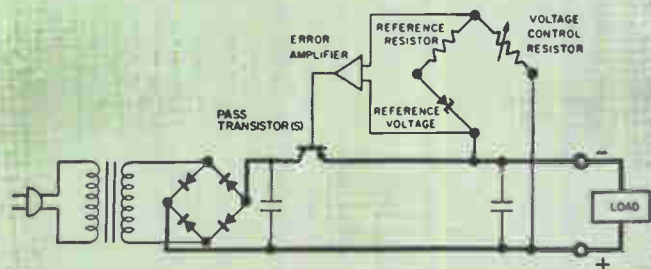 REFERENCE
RESISTOR
VOLTAGE
CONTROL
RESISTOR
ERROR
AMPLIFIER
REFERENCE
VOLTAGE
PASS
TRANSISTOR(S)
−
LOAD
+